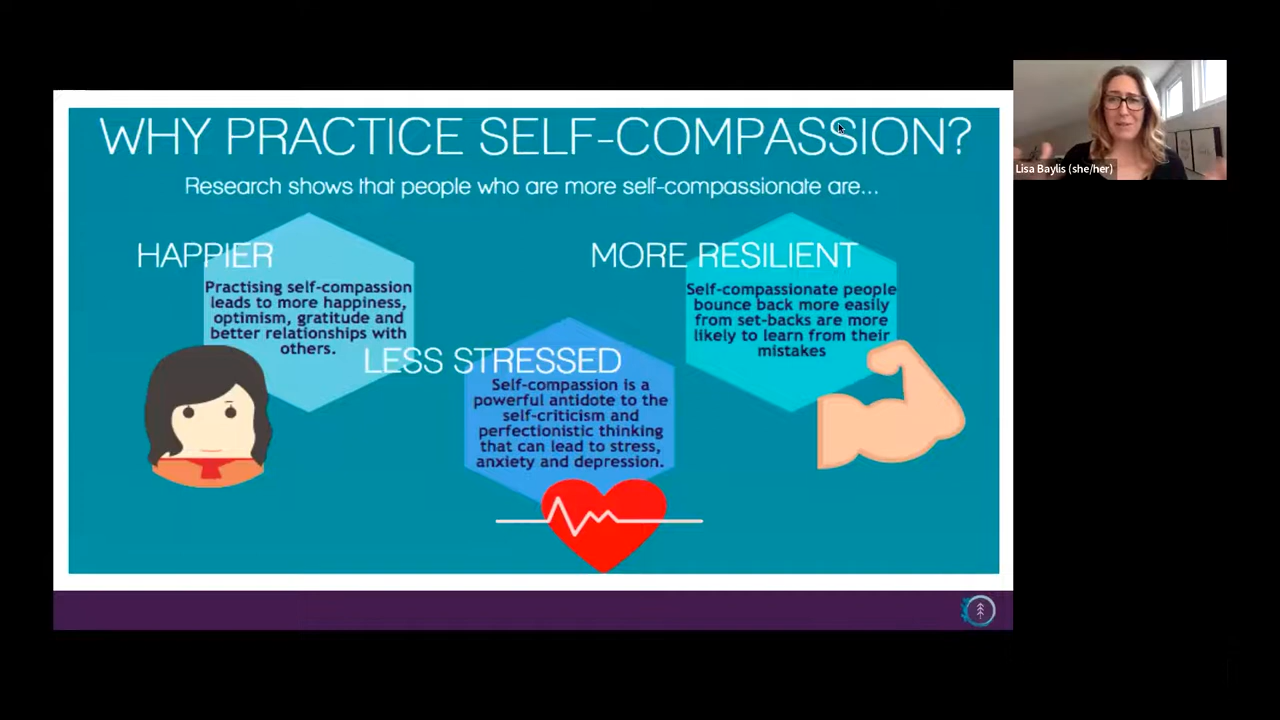 WHY PRACTICE SELF-COMPASSION?
Research shows that people who are more self-compassionate are...
HAPPIER
Practising self-compassion
leads to more happiness,
optimism, gratitude and
better relationships with
others.
LESS STRESSED
Self-compassion is a
powerful antidote to the
self-criticism and
perfectionistic thinking
that can lead to stress,
anxiety and depression.
MORE RESILIENT
Self-compassionate people
bounce back more easily
from set-backs are more
likely to learn from their
mistakes
Lisa Baylis (she/her)